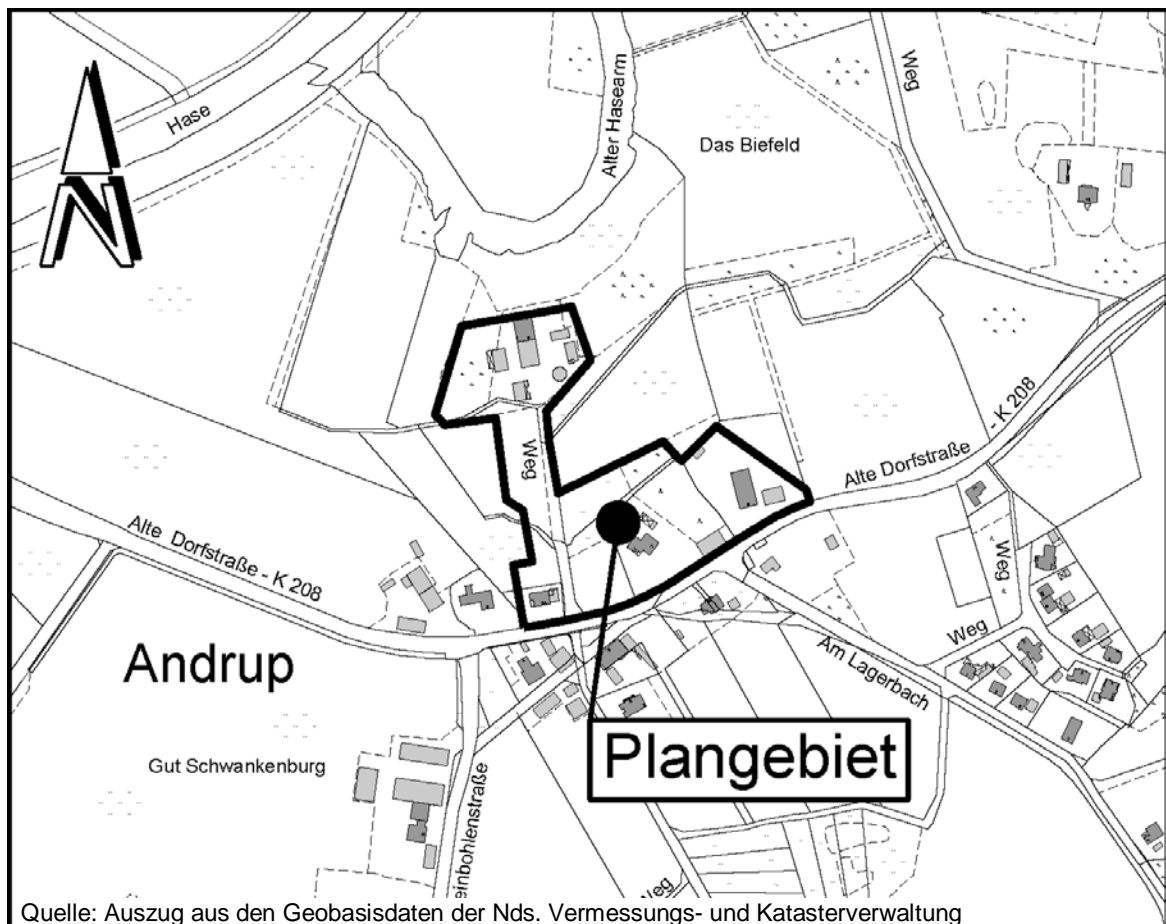 Hase
Alter Hasearm
Weg
Das Biefeld
N
Weg
Alte Dorfstraße - K 208
Alte Dorfstraße - K 208
Weg
Weg
Andrup
Am Lagerbach
Plangebiet
Gut Schwankenburg
einbohlenstraße
Weg
Quelle: Auszug aus den Geobasisdaten der Nds. Vermessungs- und Katasterverwaltung